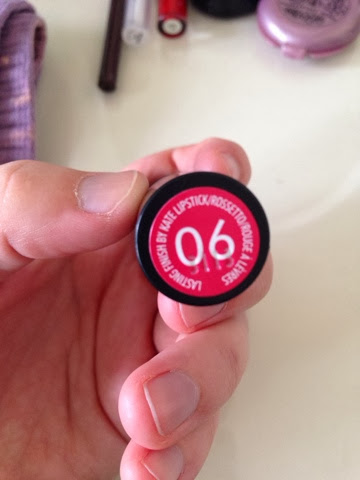 LASTING FINISH BY KATE LIPSTICK/ROSSETTO/ROUGE A LÈVRES
06